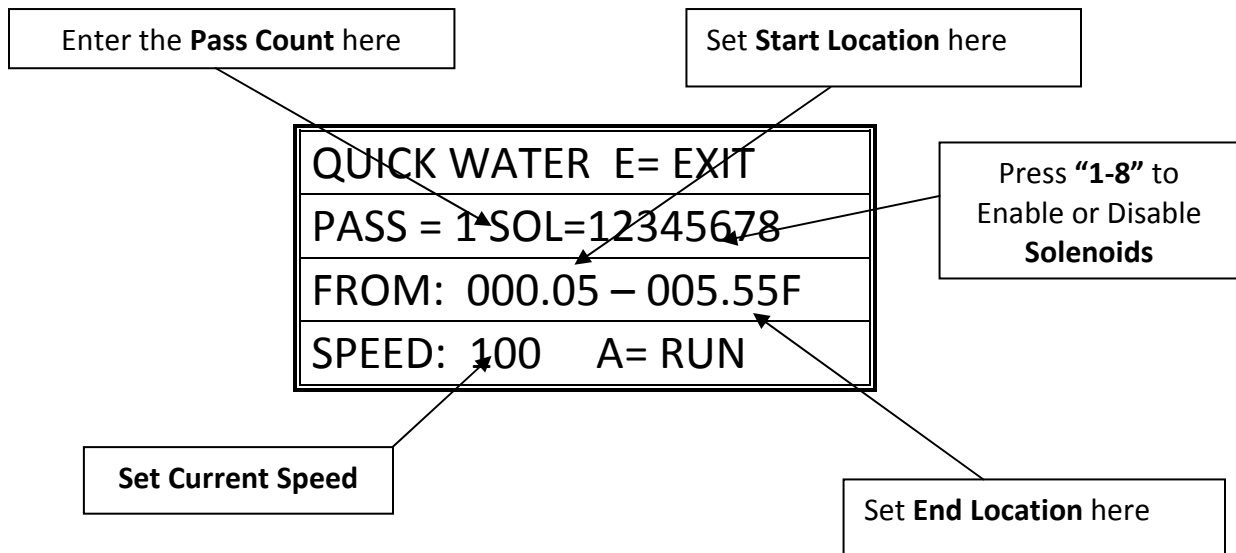 Enter the Pass Count here
Set Start Location here
QUICK WATER E= EXIT
PASS = 1 SOL=12345678
FROM: 000.05 – 005.55F
SPEED: 100 A= RUN
Press “1-8” to
Enable or Disable
Solenoids
Set Current Speed
Set End Location here